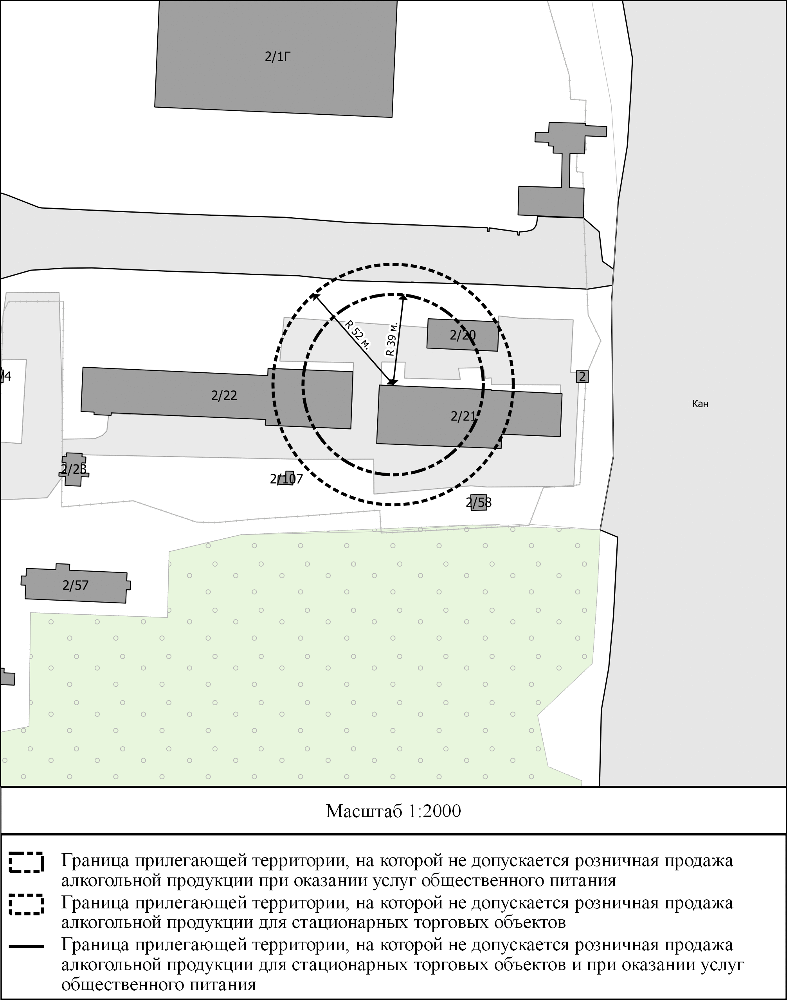 2/1Г
R 52 м.
R 39 м.
2/20
/4
2
2/22
2/21
Кан
2/23
2/107
2/58
2/57
Масштаб 1:2000
Граница прилегающей территории, на которой не допускается розничная продажа
алкогольной продукции при оказании услуг общественного питания
Граница прилегающей территории, на которой не допускается розничная продажа
алкогольной продукции для стационарных торговых объектов
Граница прилегающей территории, на которой не допускается розничная продажа
алкогольной продукции для стационарных торговых объектов и при оказании услуг
общественного питания